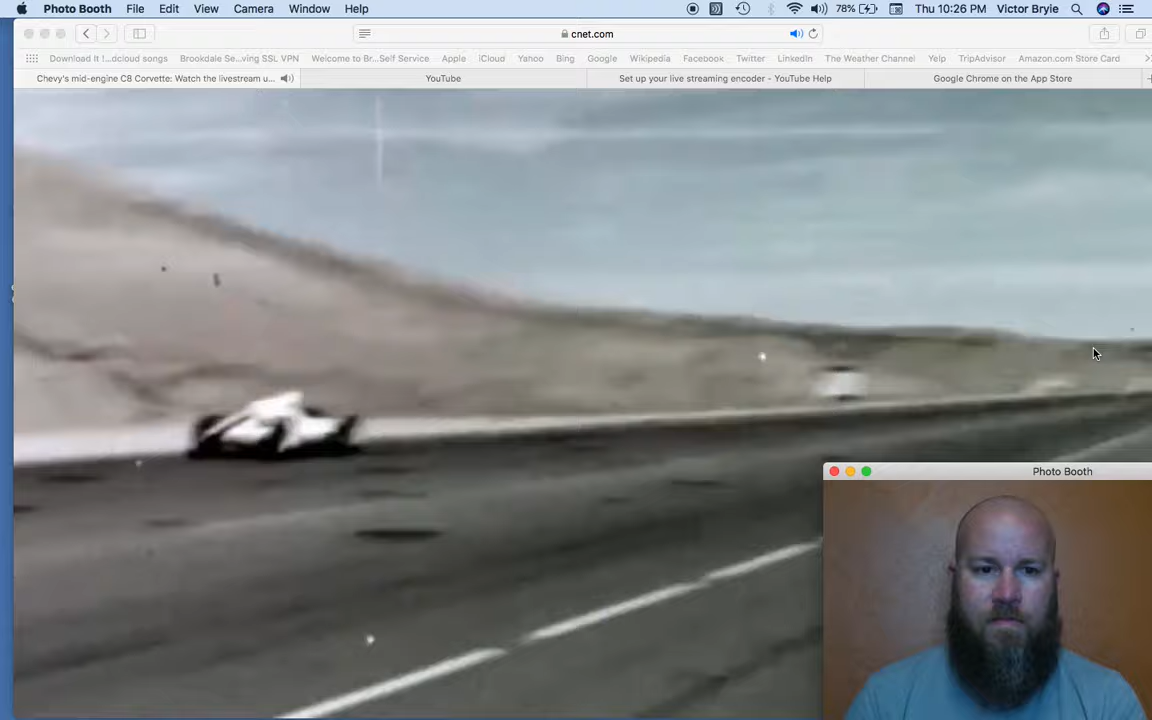 Photo Booth File Edit View Camera Window Help 78% Thu 10:26 PM Victor Bryie
cnet.com
Download It !...dcloud songs Brookdale Se...ving SSL VPN Welcome to Br...Self Service Apple iCloud Yahoo Bing Google Wikipedia Facebook Twitter LinkedIn The Weather Channel Yelp TripAdvisor Amazon.com Store Card
Chevy's mid-engine C8 Corvette: Watch the livestream u... YouTube Set up your live streaming encoder - YouTube Help Google Chrome on the App Store
Photo Booth